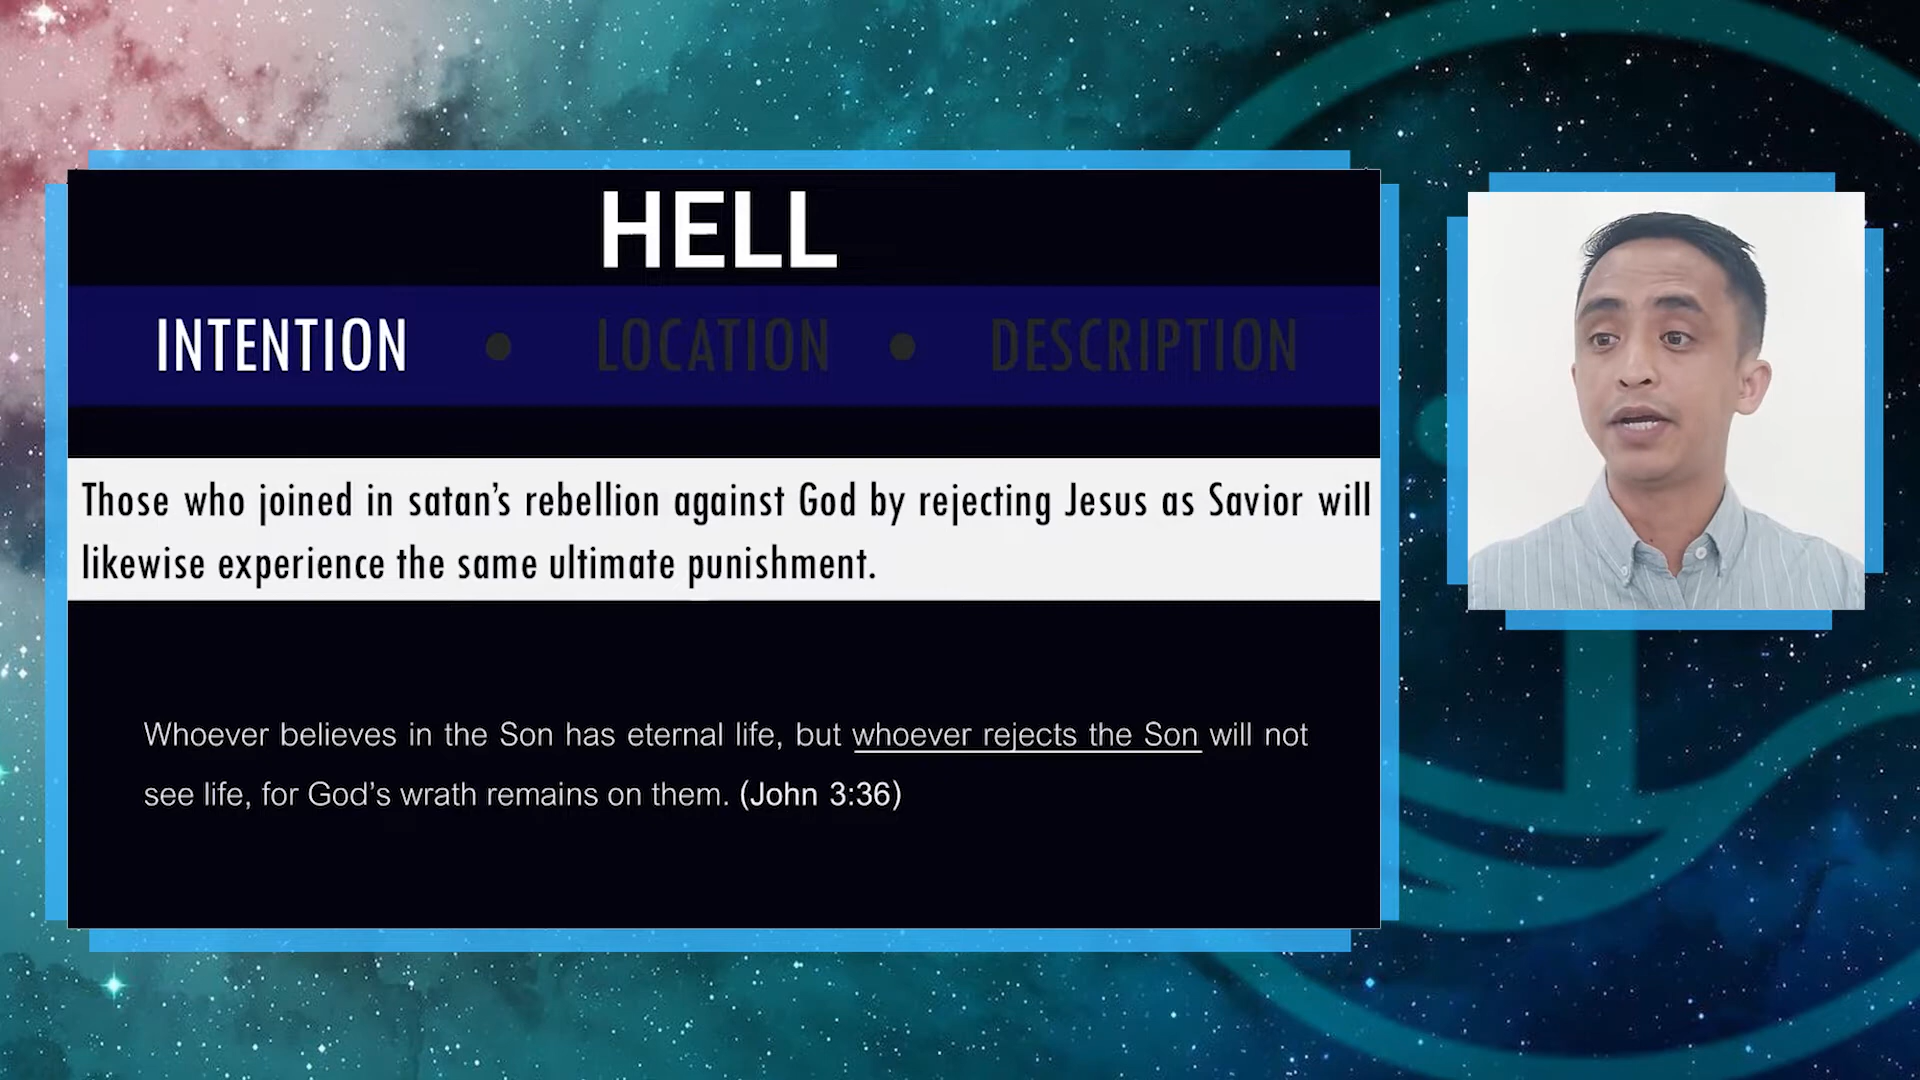 HELL
INTENTION • LOCATION • DESCRIPTION
Those who joined in satan’s rebellion against God by rejecting Jesus as Savior will
likewise experience the same ultimate punishment.
Whoever believes in the Son has eternal life, but whoever rejects the Son will not
see life, for God’s wrath remains on them. (John 3:36)